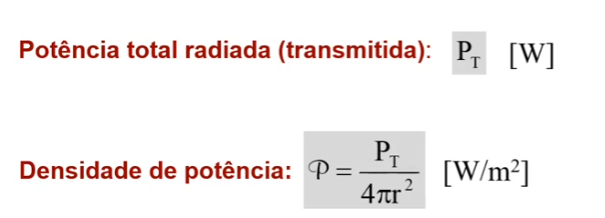 Potência total radiada (transmitida): P_T [W]
Densidade de potência: 𝒫 = P_T / 4πr² [W/m²]